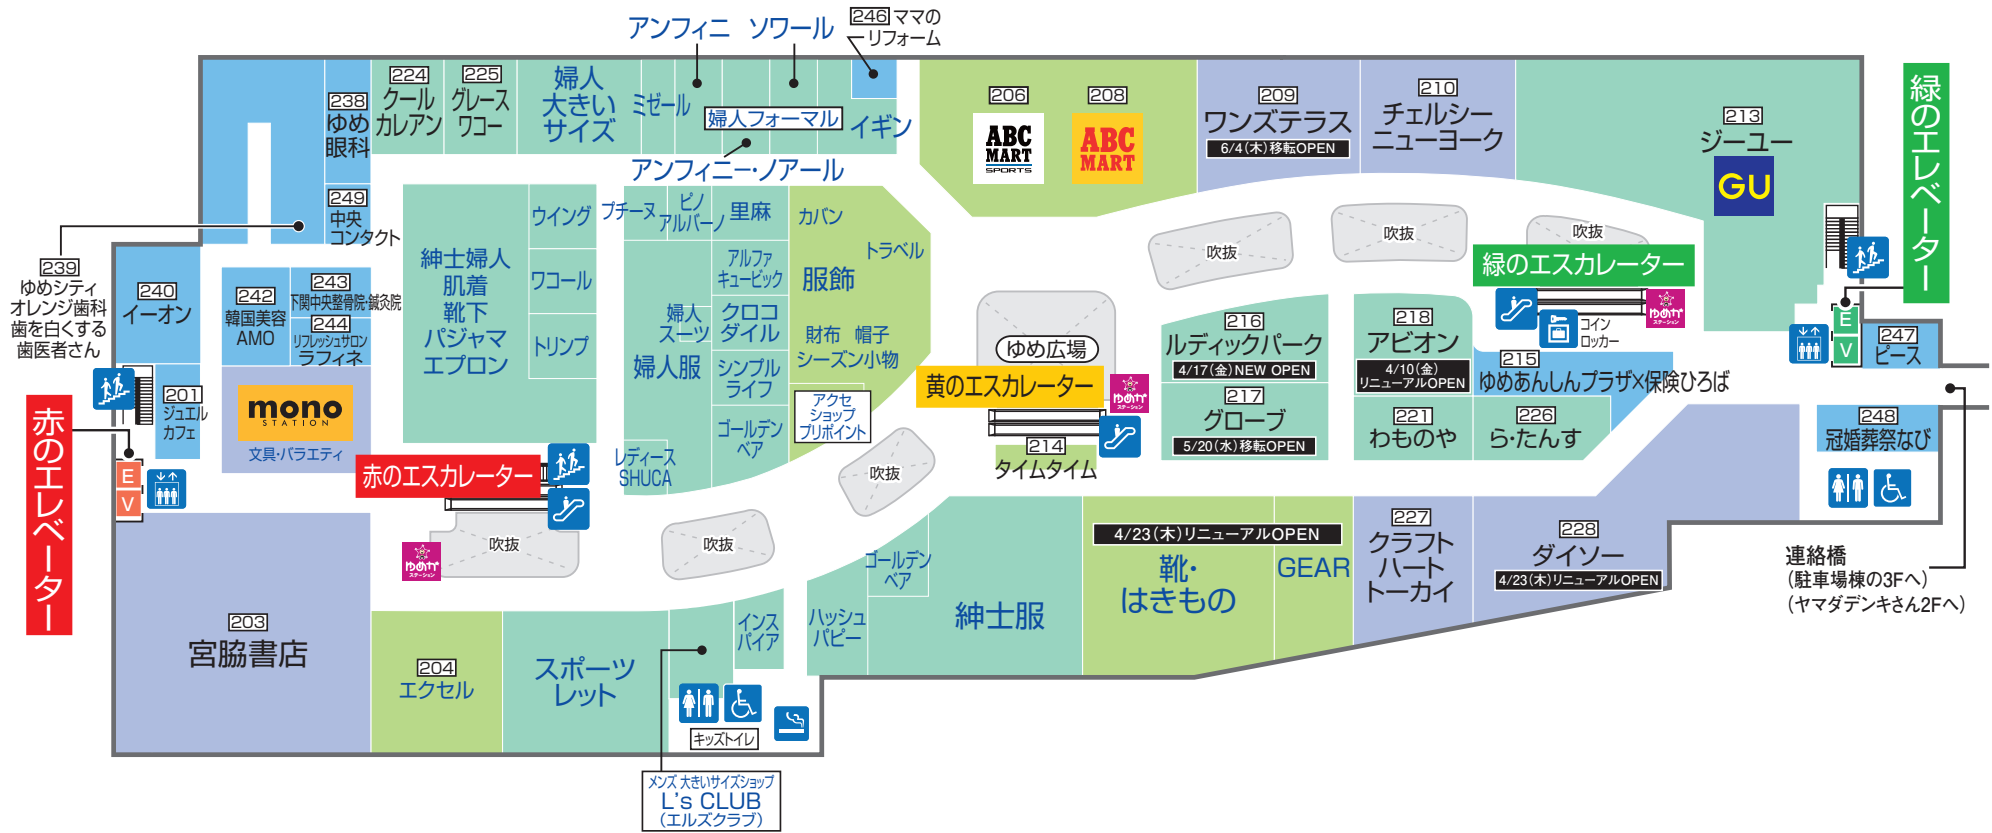 アンフィニ
ソワール
246 ママの
リフォーム
238
ゆめ
眼科
224
クール
カレアン
225
グレース
ワコー
婦人
大きい
サイズ
ミゼール
婦人フォーマル
イギン
アンフィニー・ノアール
206
ABC
MART
SPORTS
208
ABC
MART
209
ワンズテラス
6/4(木)移転OPEN
210
チェルシー
ニューヨーク
213
ジーユー
GU
緑のエレベーター
249
中央
コンタクト
239
ゆめシティ
オレンジ歯科
歯を白くする
歯医者さん
240
イーオン
242
韓国美容
AMO
243
下関中央整骨院・鍼灸院
244
リフレッシュサロン
ラフィネ
紳士婦人
肌着
靴下
パジャマ
エプロン
ウイング
ワコール
トリンプ
プチーヌ
ピノ
アルバーノ
里麻
アルファ
キュービック
婦人
スーツ
クロコ
ダイル
婦人服
シンプル
ライフ
ゴールデン
ベア
レディース
SHUCA
カバン
トラベル
服飾
財布 帽子
シーズン小物
アクセ
ショップ
プリポイント
吹抜
吹抜
吹抜
緑のエスカレーター
コイン
ロッカー
ゆめか
ステーション
E
V
247
ピース
ゆめ広場
黄のエスカレーター
ゆめか
ステーション
214
タイムタイム
216
ルディックパーク
4/17(金)NEW OPEN
217
グローブ
5/20(水)移転OPEN
218
アビオン
4/10(金)
リニューアルOPEN
215
ゆめあんしんプラザ×保険ひろば
221
わものや
226
ら・たんす
248
冠婚葬祭なび
201
ジュエル
カフェ
mono
STATION
文具・バラエティ
赤のエレベーター
E
V
赤のエスカレーター
吹抜
吹抜
吹抜
ゆめか
ステーション
203
宮脇書店
204
エクセル
スポーツ
レット
インス
パイア
キッズトイレ
メンズ 大きいサイズショップ
L's CLUB
(エルズクラブ)
ハッシュ
パピー
ゴールデン
ベア
紳士服
4/23(木)リニューアルOPEN
靴・
はきもの
GEAR
227
クラフト
ハート
トーカイ
228
ダイソー
4/23(木)リニューアルOPEN
連絡橋
(駐車場棟の3Fへ)
(ヤマダデンキさん2Fへ)